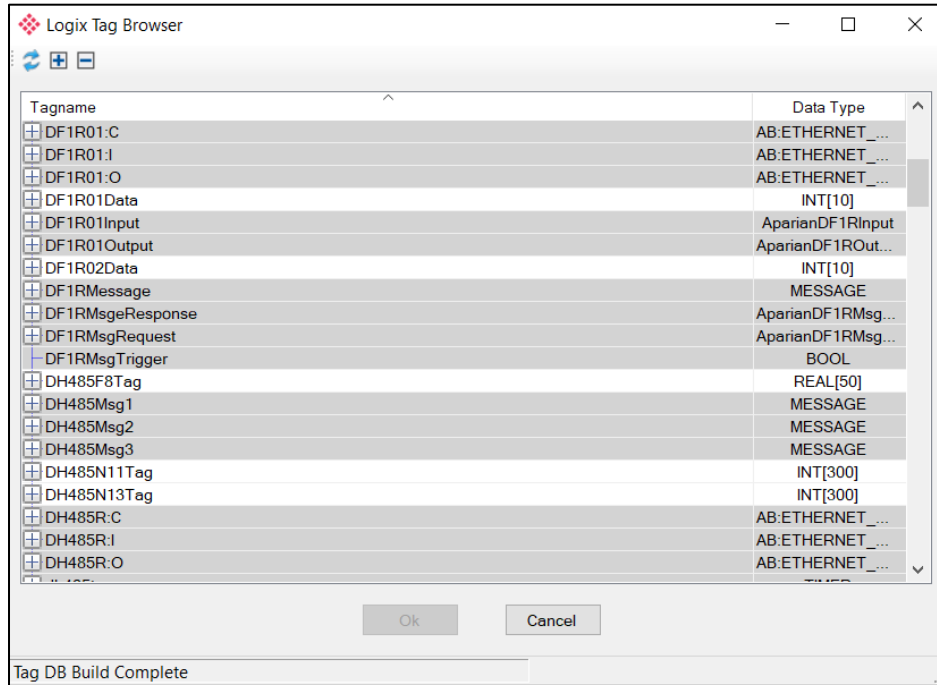 Logix Tag Browser
Tagname Data Type
DF1R01:C AB:ETHERNET_...
DF1R01:I AB:ETHERNET_...
DF1R01:O AB:ETHERNET_...
DF1R01Data INT[10]
DF1R01Input AparianDF1RInput
DF1R01Output AparianDF1ROut...
DF1R02Data INT[10]
DF1RMessage MESSAGE
DF1RMsgeResponse AparianDF1RMsg...
DF1RMsgRequest AparianDF1RMsg...
DF1RMsgTrigger BOOL
DH485F8Tag REAL[50]
DH485Msg1 MESSAGE
DH485Msg2 MESSAGE
DH485Msg3 MESSAGE
DH485N11Tag INT[300]
DH485N13Tag INT[300]
DH485R:C AB:ETHERNET_...
DH485R:I AB:ETHERNET_...
DH485R:O AB:ETHERNET_...
TIMER
Ok Cancel
Tag DB Build Complete